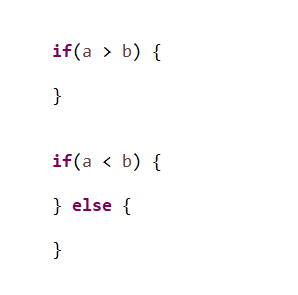 if(a > b) {
}
if(a < b) {
} else {
}